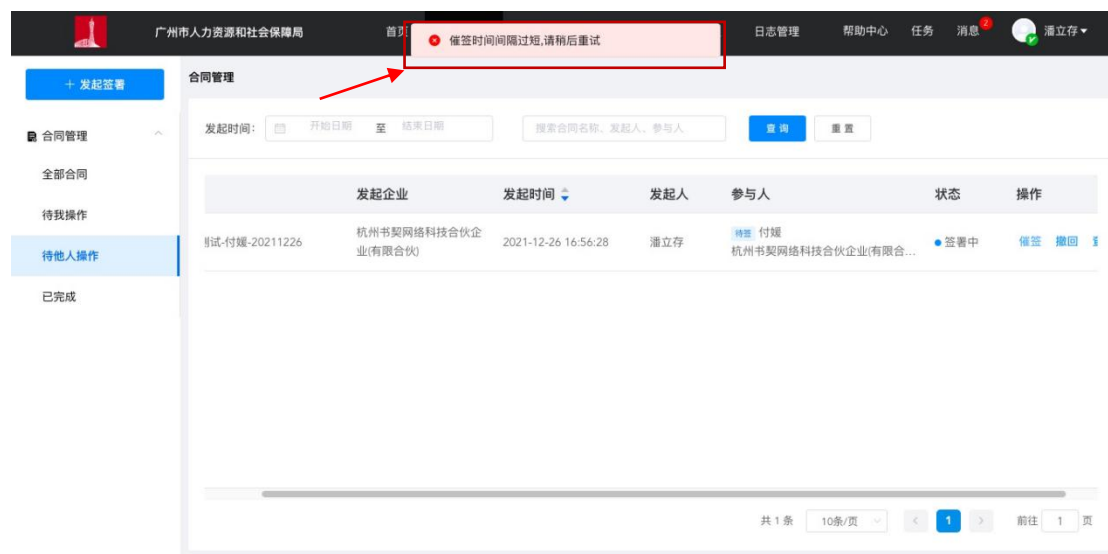 广州市人力资源和社会保障局
首页
催签时间间隔过短,请稍后重试
日志管理
帮助中心
任务
消息
2
潘立存
+ 发起签署
合同管理
合同管理
发起时间:
开始日期
至
结束日期
搜索合同名称、发起人、参与人
查询
重置
全部合同
待我操作
待他人操作
已完成
发起企业
发起时间
发起人
参与人
状态
操作
试-付媛-20211226
杭州书契网络科技合伙企
业(有限合伙)
2021-12-26 16:56:28
潘立存
待签 付媛
杭州书契网络科技合伙企业(有限合...
签署中
催签
撤回
共 1 条
10条/页
1
前往
1
页